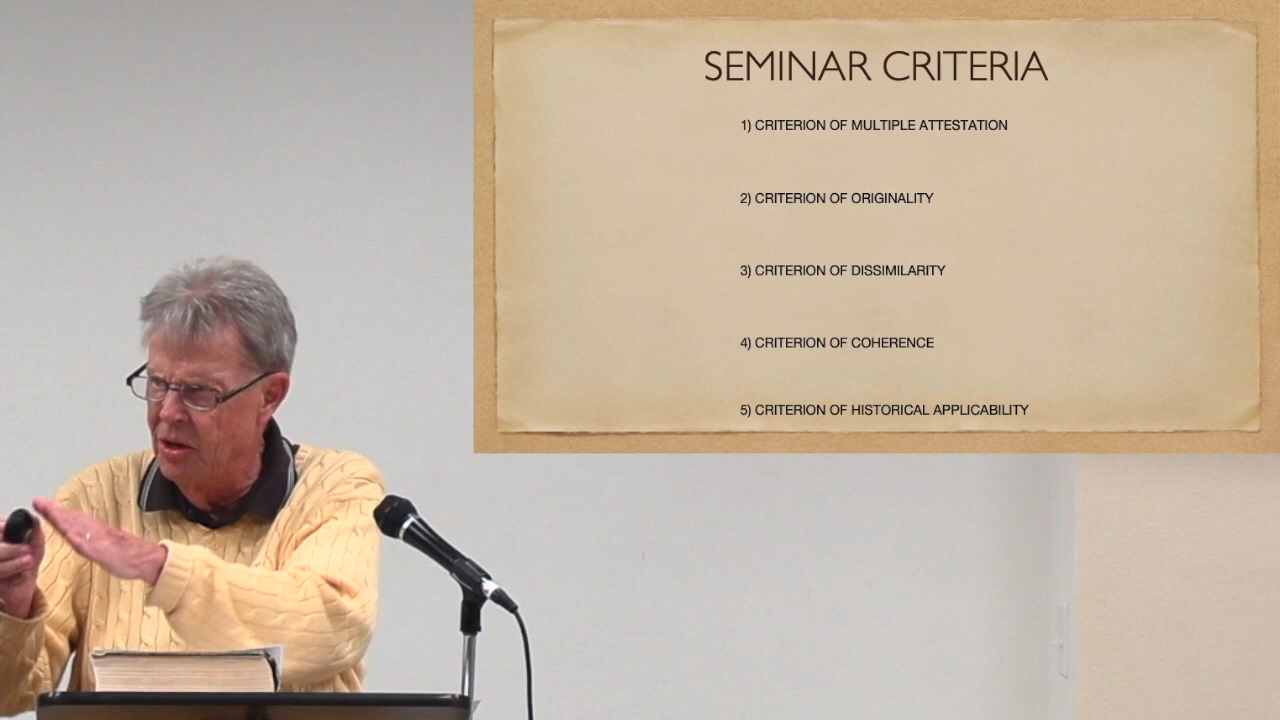 SEMINAR CRITERIA
1) CRITERION OF MULTIPLE ATTESTATION
2) CRITERION OF ORIGINALITY
3) CRITERION OF DISSIMILARITY
4) CRITERION OF COHERENCE
5) CRITERION OF HISTORICAL APPLICABILITY